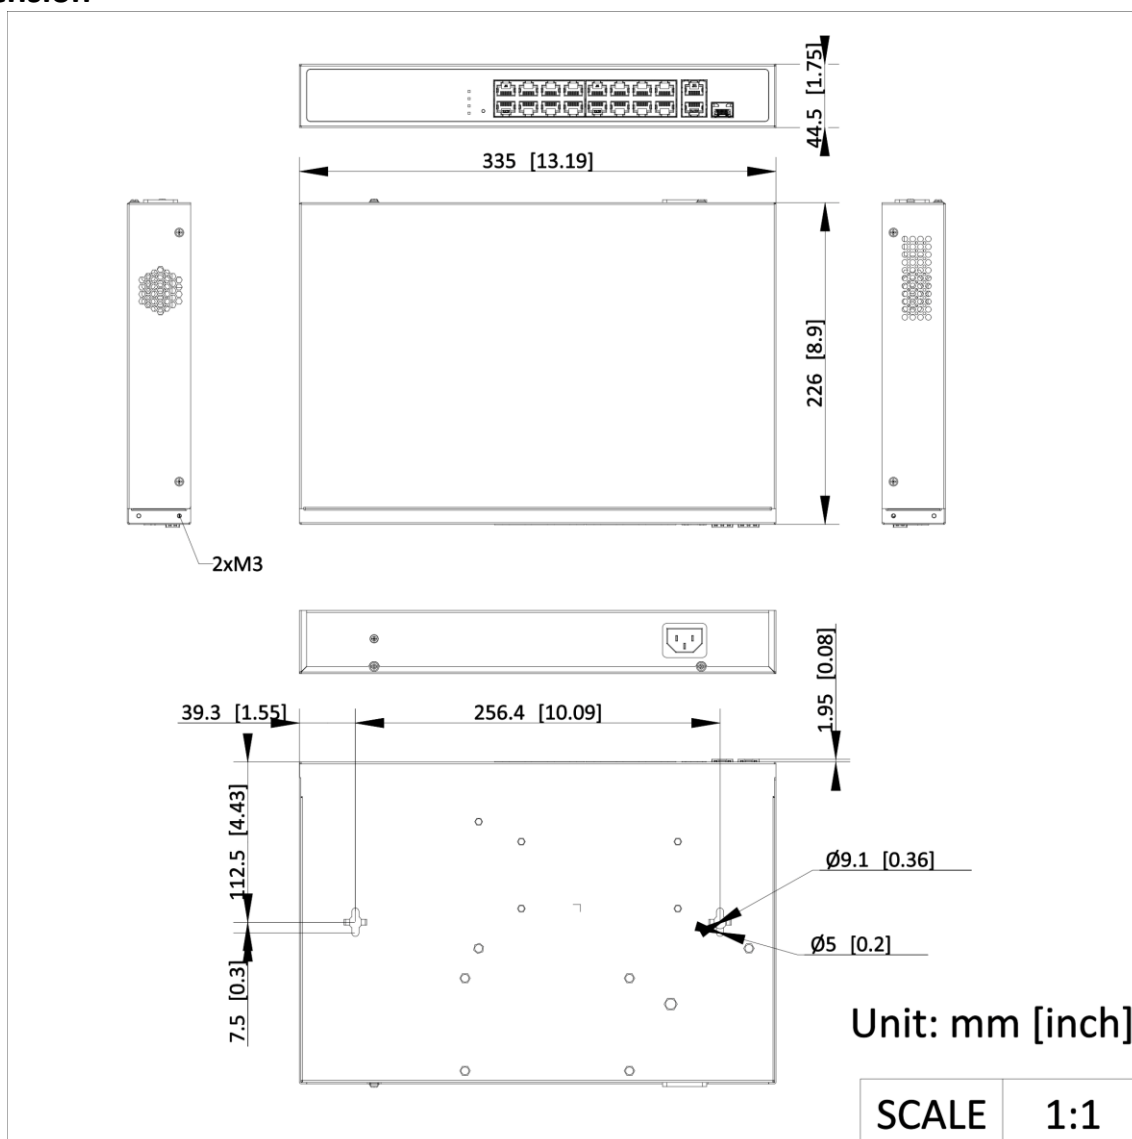 44.5 [1.75]
335 [13.19]
226 [8.9]
2xM3
1.95 [0.08]
39.3 [1.55]
256.4 [10.09]
112.5 [4.43]
Ø9.1 [0.36]
Ø5 [0.2]
7.5 [0.3]
Unit: mm [inch]
SCALE 1:1